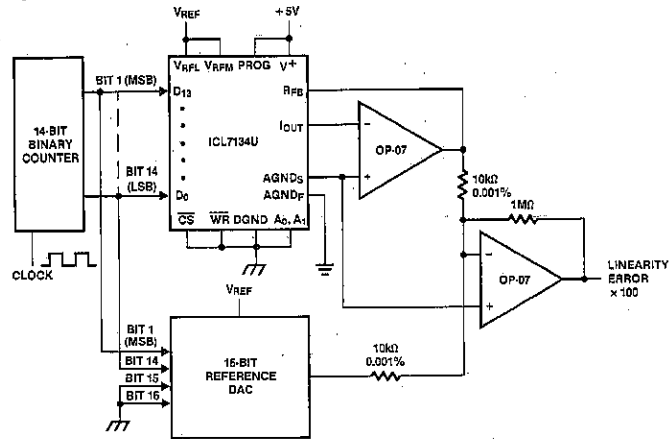 VREF
+5V
VRFL VRFM PROG V+
BIT 1 (MSB)
D13
RFB
14-BIT
BINARY
COUNTER
ICL7134U
IOUT
−
OP-07
+
BIT 14
(LSB)
D0
AGNDS
AGNDF
10kΩ
0.001%
1MΩ
CS WR DGND A0, A1
CLOCK
−
OP-07
+
LINEARITY
ERROR
× 100
VREF
BIT 1
(MSB)
BIT 14
BIT 15
BIT 16
16-BIT
REFERENCE
DAC
10kΩ
0.001%